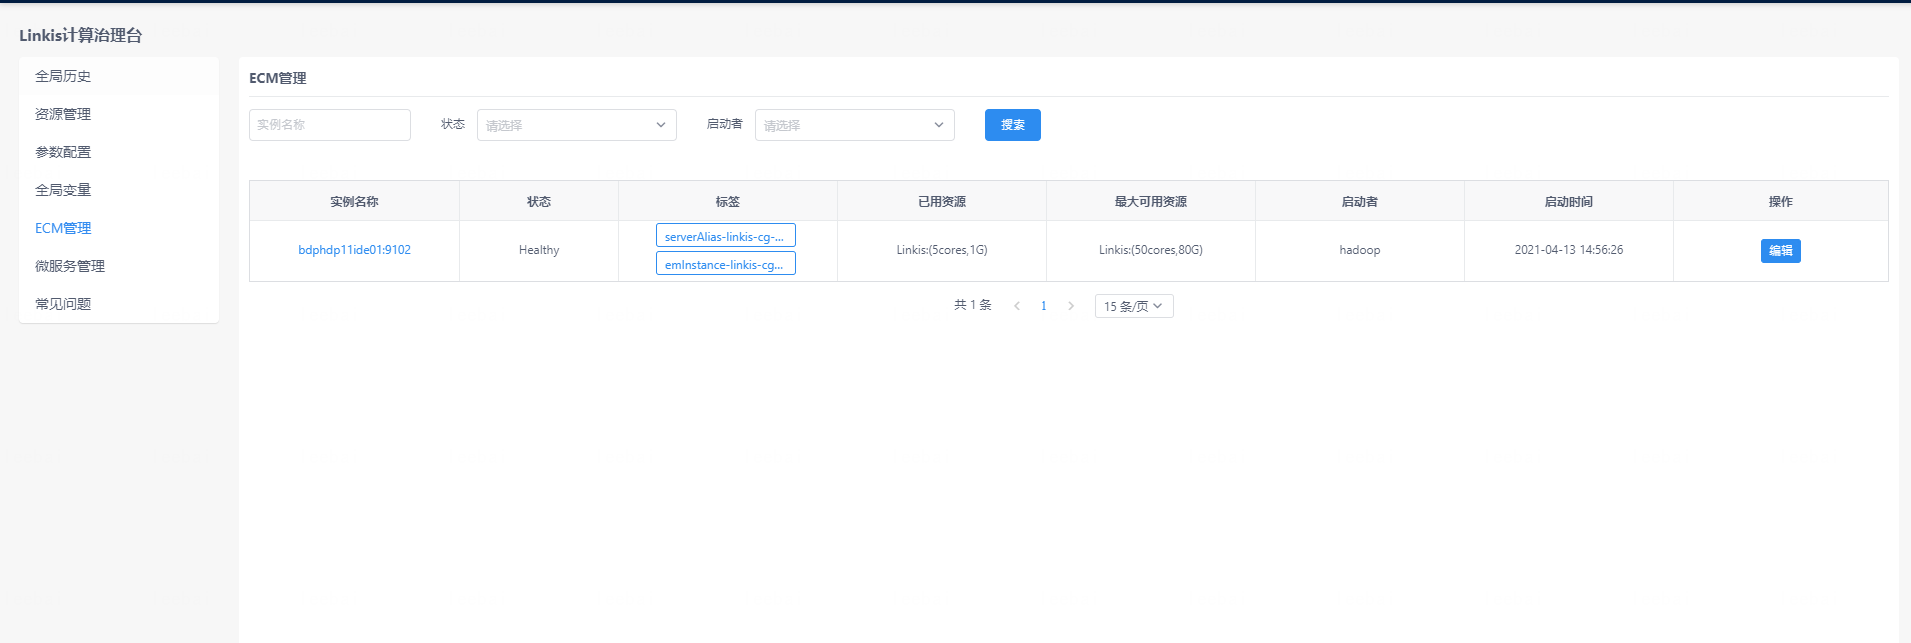 Linkis计算治理台
全局历史
资源管理
参数配置
全局变量
ECM管理
微服务管理
常见问题
ECM管理
实例名称 状态 请选择 启动者 请选择 搜索
实例名称 状态 标签 已用资源 最大可用资源 启动者 启动时间 操作
bdphdp11ide01:9102 Healthy serverAlias-linkis-cg-... Linkis:(5cores,1G) Linkis:(50cores,80G) hadoop 2021-04-13 14:56:26 编辑
emInstance-linkis-cg...
共 1 条 1 15 条/页